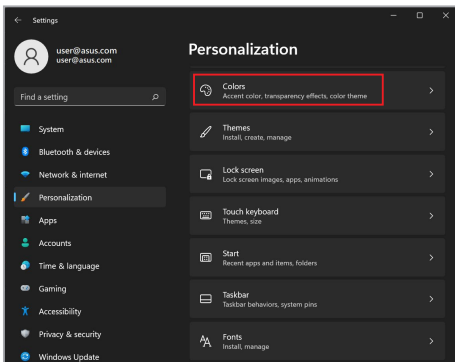 Settings
user@asus.com
user@asus.com
Find a setting
System
Bluetooth & devices
Network & internet
Personalization
Apps
Accounts
Time & language
Gaming
Accessibility
Privacy & security
Windows Update
Personalization
Colors
Accent color, transparency effects, color theme
Themes
Install, create, manage
Lock screen
Lock screen images, apps, animations
Touch keyboard
Themes, size
Start
Recent apps and items, folders
Taskbar
Taskbar behaviors, system pins
Fonts
Install, manage